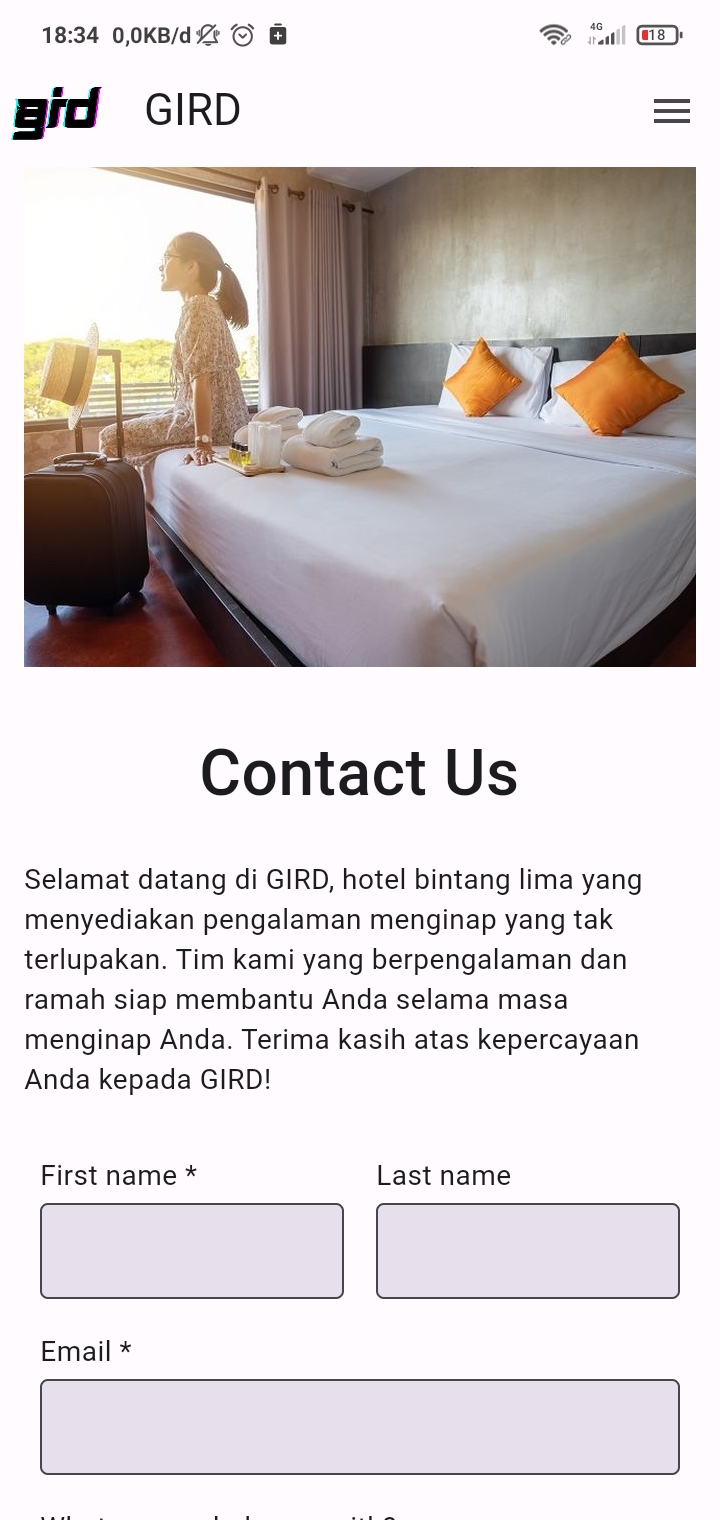 18:34 0,0KB/d
4G
18
gird
GIRD
Contact Us
Selamat datang di GIRD, hotel bintang lima yang
menyediakan pengalaman menginap yang tak
terlupakan. Tim kami yang berpengalaman dan
ramah siap membantu Anda selama masa
menginap Anda. Terima kasih atas kepercayaan
Anda kepada GIRD!
First name *
Last name
Email *